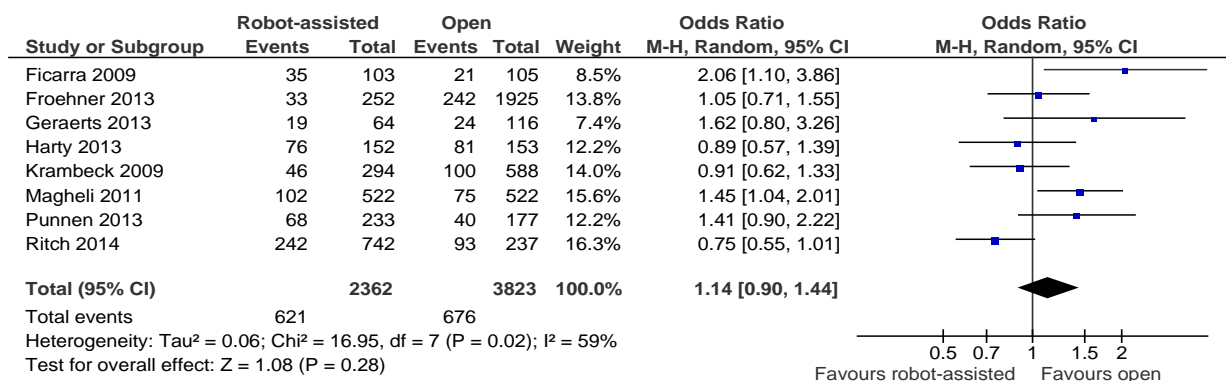 Robot-assisted Open Odds Ratio Odds Ratio
Study or Subgroup Events Total Events Total Weight M-H, Random, 95% CI M-H, Random, 95% CI
Ficarra 2009 35 103 21 105 8.5% 2.06 [1.10, 3.86]
Froehner 2013 33 252 242 1925 13.8% 1.05 [0.71, 1.55]
Geraerts 2013 19 64 24 116 7.4% 1.62 [0.80, 3.26]
Harty 2013 76 152 81 153 12.2% 0.89 [0.57, 1.39]
Krambeck 2009 46 294 100 588 14.0% 0.91 [0.62, 1.33]
Magheli 2011 102 522 75 522 15.6% 1.45 [1.04, 2.01]
Punnen 2013 68 233 40 177 12.2% 1.41 [0.90, 2.22]
Ritch 2014 242 742 93 237 16.3% 0.75 [0.55, 1.01]
Total (95% CI) 2362 3823 100.0% 1.14 [0.90, 1.44]
Total events 621 676
Heterogeneity: Tau² = 0.06; Chi² = 16.95, df = 7 (P = 0.02); I² = 59%
Test for overall effect: Z = 1.08 (P = 0.28)
0.5 0.7 1 1.5 2
Favours robot-assisted Favours open